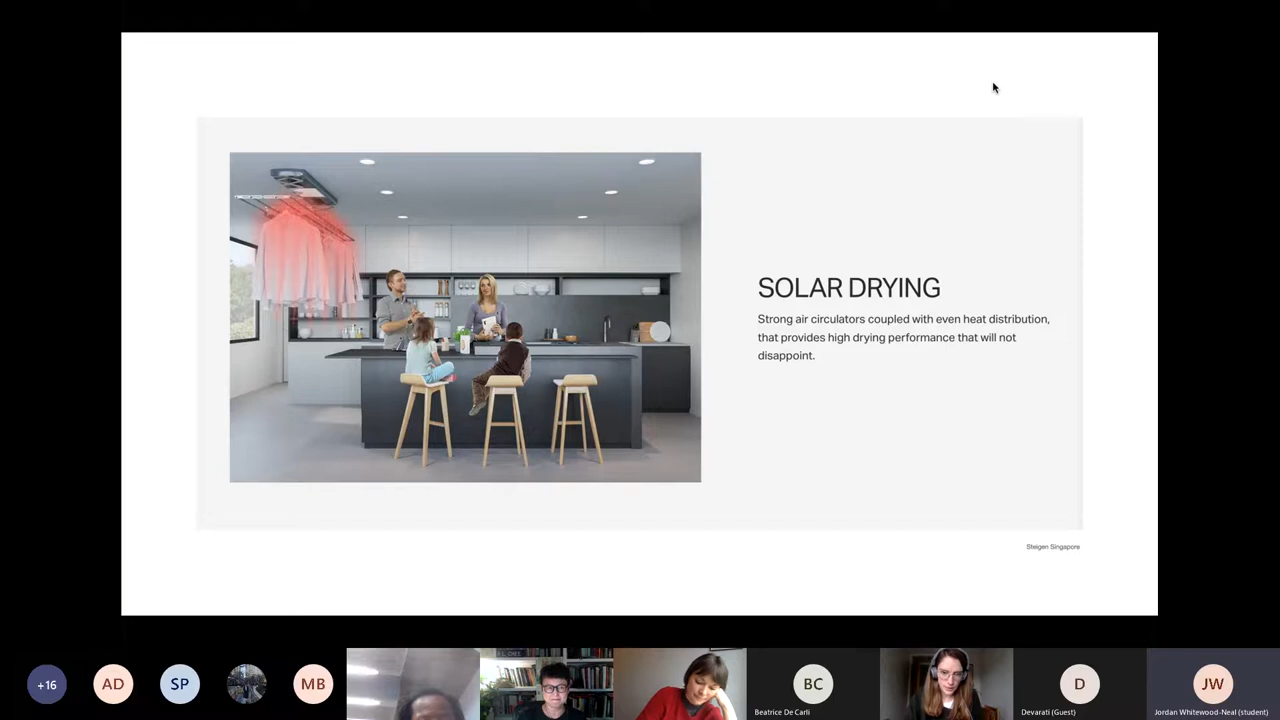 SOLAR DRYING
Strong air circulators coupled with even heat distribution,
that provides high drying performance that will not
disappoint.
Steigen Singapore
+16
AD
SP
MB
BC
Beatrice De Carli
D
Devarati (Guest)
JW
Jordan Whitewood-Neal (student)